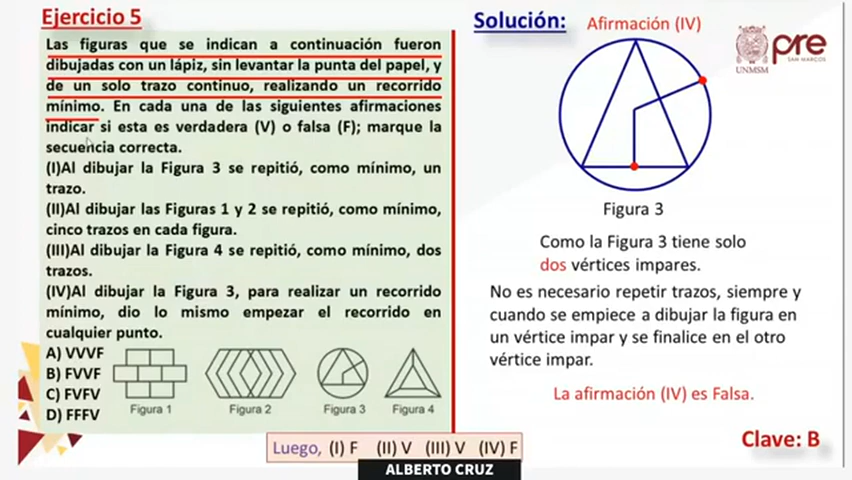 Ejercicio 5
Las figuras que se indican a continuación fueron
dibujadas con un lápiz, sin levantar la punta del papel, y
de un solo trazo continuo, realizando un recorrido
mínimo. En cada una de las siguientes afirmaciones
indicar si esta es verdadera (V) o falsa (F); marque la
secuencia correcta.
(I)Al dibujar la Figura 3 se repitió, como mínimo, un
trazo.
(II)Al dibujar las Figuras 1 y 2 se repitió, como mínimo,
cinco trazos en cada figura.
(III)Al dibujar la Figura 4 se repitió, como mínimo, dos
trazos.
(IV)Al dibujar la Figura 3, para realizar un recorrido
mínimo, dio lo mismo empezar el recorrido en
cualquier punto.
A) VVVF
B) FVVF
C) FVFV
D) FFFV
Figura 1
Figura 2
Figura 3
Figura 4
Solución:
Afirmación (IV)
UNMSM
pre
SAN MARCOS
Figura 3
Como la Figura 3 tiene solo
dos vértices impares.
No es necesario repetir trazos, siempre y
cuando se empiece a dibujar la figura en
un vértice impar y se finalice en el otro
vértice impar.
La afirmación (IV) es Falsa.
Clave: B
Luego, (I) F (II) V (III) V (IV) F
ALBERTO CRUZ